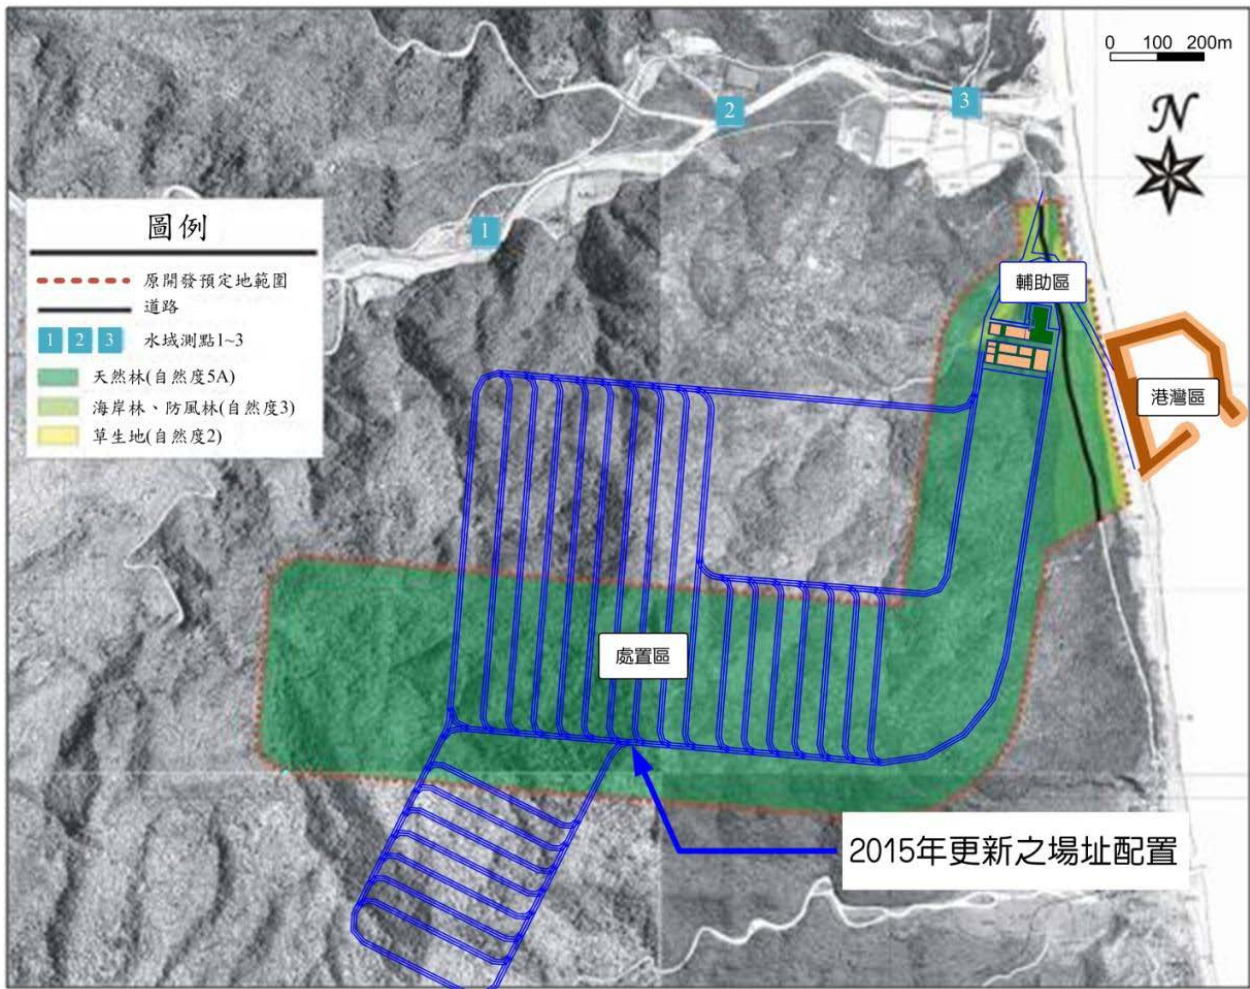 0 100 200m
N
3
2
1
圖例
原開發預定地範圍
道路
1 2 3 水域測點1~3
天然林(自然度5A)
海岸林、防風林(自然度3)
草生地(自然度2)
輔助區
港灣區
處置區
2015年更新之場址配置